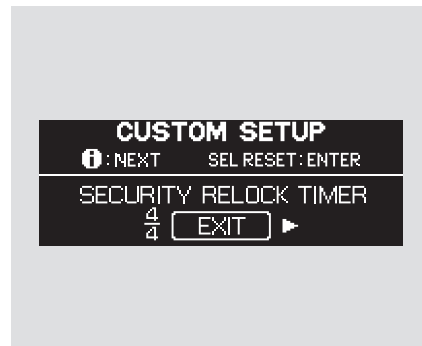 CUSTOM SETUP
i : NEXT SEL RESET : ENTER
SECURITY RELOCK TIMER
4/4 EXIT ►